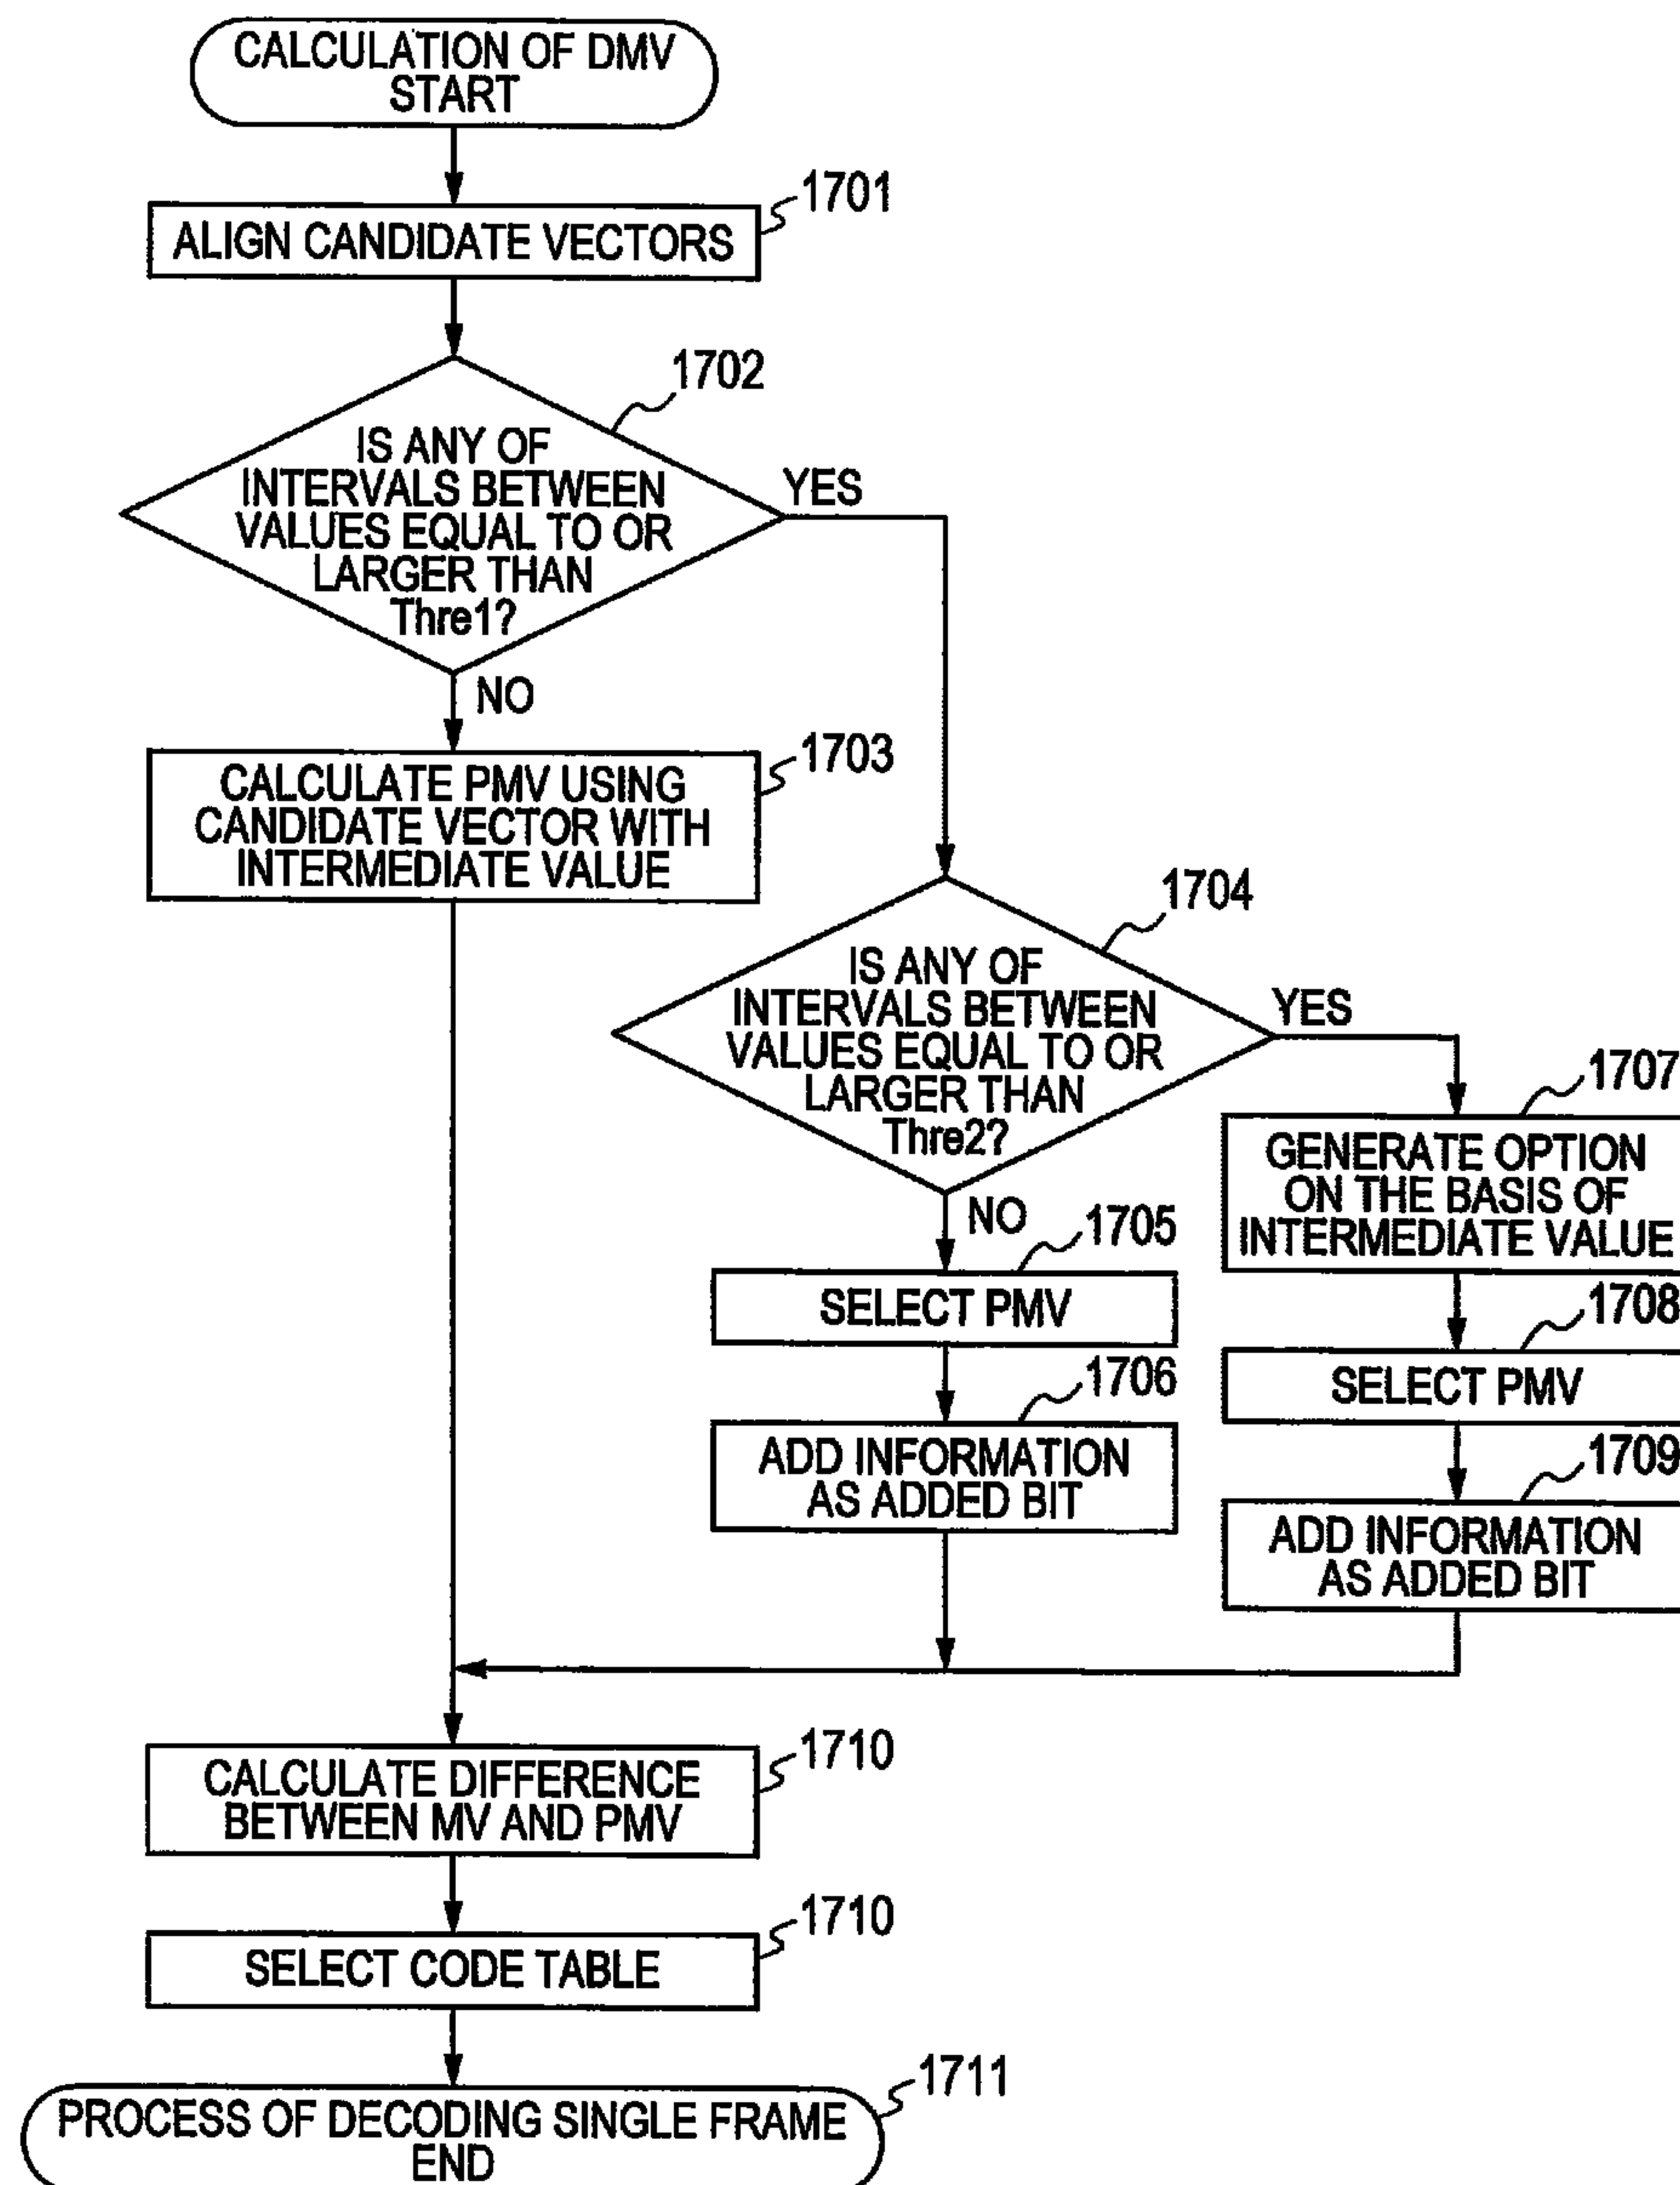 CALCULATION OF DMV
START
1701
ALIGN CANDIDATE VECTORS
1702
IS ANY OF
INTERVALS BETWEEN
VALUES EQUAL TO OR
LARGER THAN
Thre1?
YES
NO
1703
CALCULATE PMV USING
CANDIDATE VECTOR WITH
INTERMEDIATE VALUE
1704
IS ANY OF
INTERVALS BETWEEN
VALUES EQUAL TO OR
LARGER THAN
Thre2?
YES
NO
1705
SELECT PMV
1706
ADD INFORMATION
AS ADDED BIT
1707
GENERATE OPTION
ON THE BASIS OF
INTERMEDIATE VALUE
1708
SELECT PMV
1709
ADD INFORMATION
AS ADDED BIT
1710
CALCULATE DIFFERENCE
BETWEEN MV AND PMV
1710
SELECT CODE TABLE
1711
PROCESS OF DECODING SINGLE FRAME
END